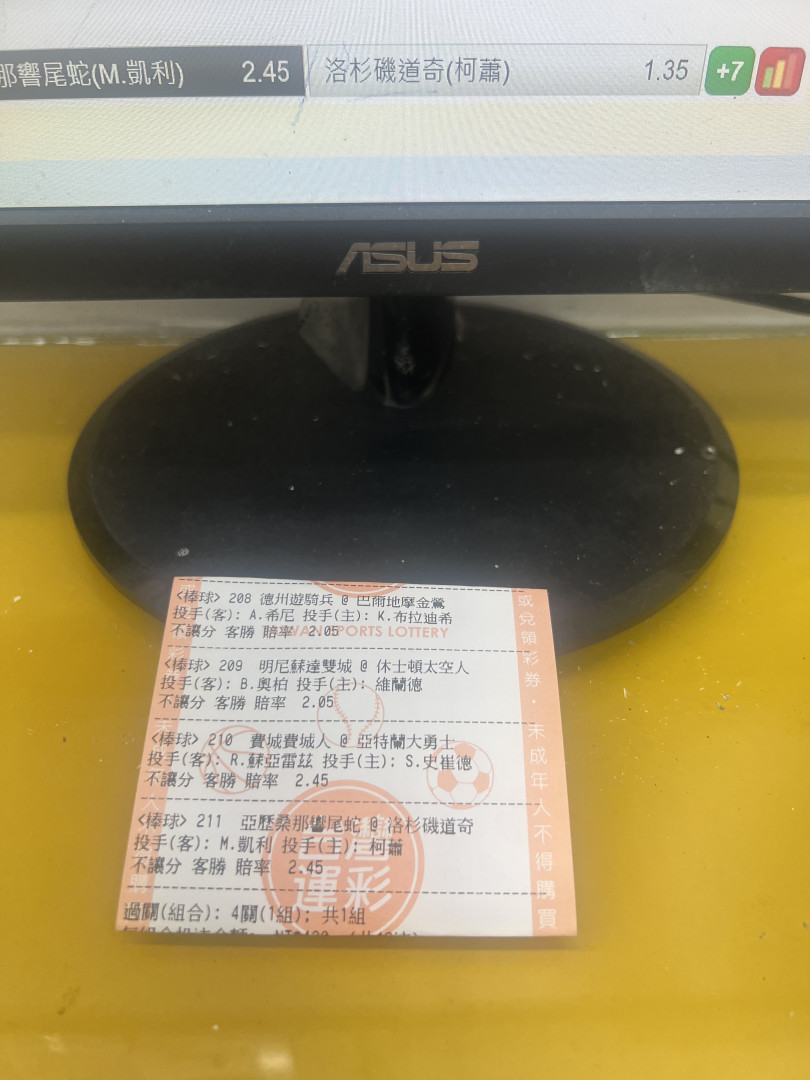 那響尾蛇(M.凱利) 2.45 洛杉磯道奇(柯蕭) 1.35 +7
ASUS
<棒球> 208 德州遊騎兵 @ 巴爾地摩金鶯
投手(客): A.希尼 投手(主): K.布拉迪希
不讓分 客勝 賠率 2.05
WAN SPORTS LOTTERY
<棒球> 209 明尼蘇達雙城 @ 休士頓太空人
投手(客): B.奧柏 投手(主): 維蘭德
不讓分 客勝 賠率 2.05
<棒球> 210 費城費城人 @ 亞特蘭大勇士
投手(客): R.蘇亞雷茲 投手(主): S.史崔德
不讓分 客勝 賠率 2.45
<棒球> 211 亞歷桑那響尾蛇 @ 洛杉磯道奇
投手(客): M.凱利 投手(主): 柯蕭
不讓分 客勝 賠率 2.45
台灣運彩
過關(組合): 4關(1組): 共1組
或兌領彩券．未成年人不得購買